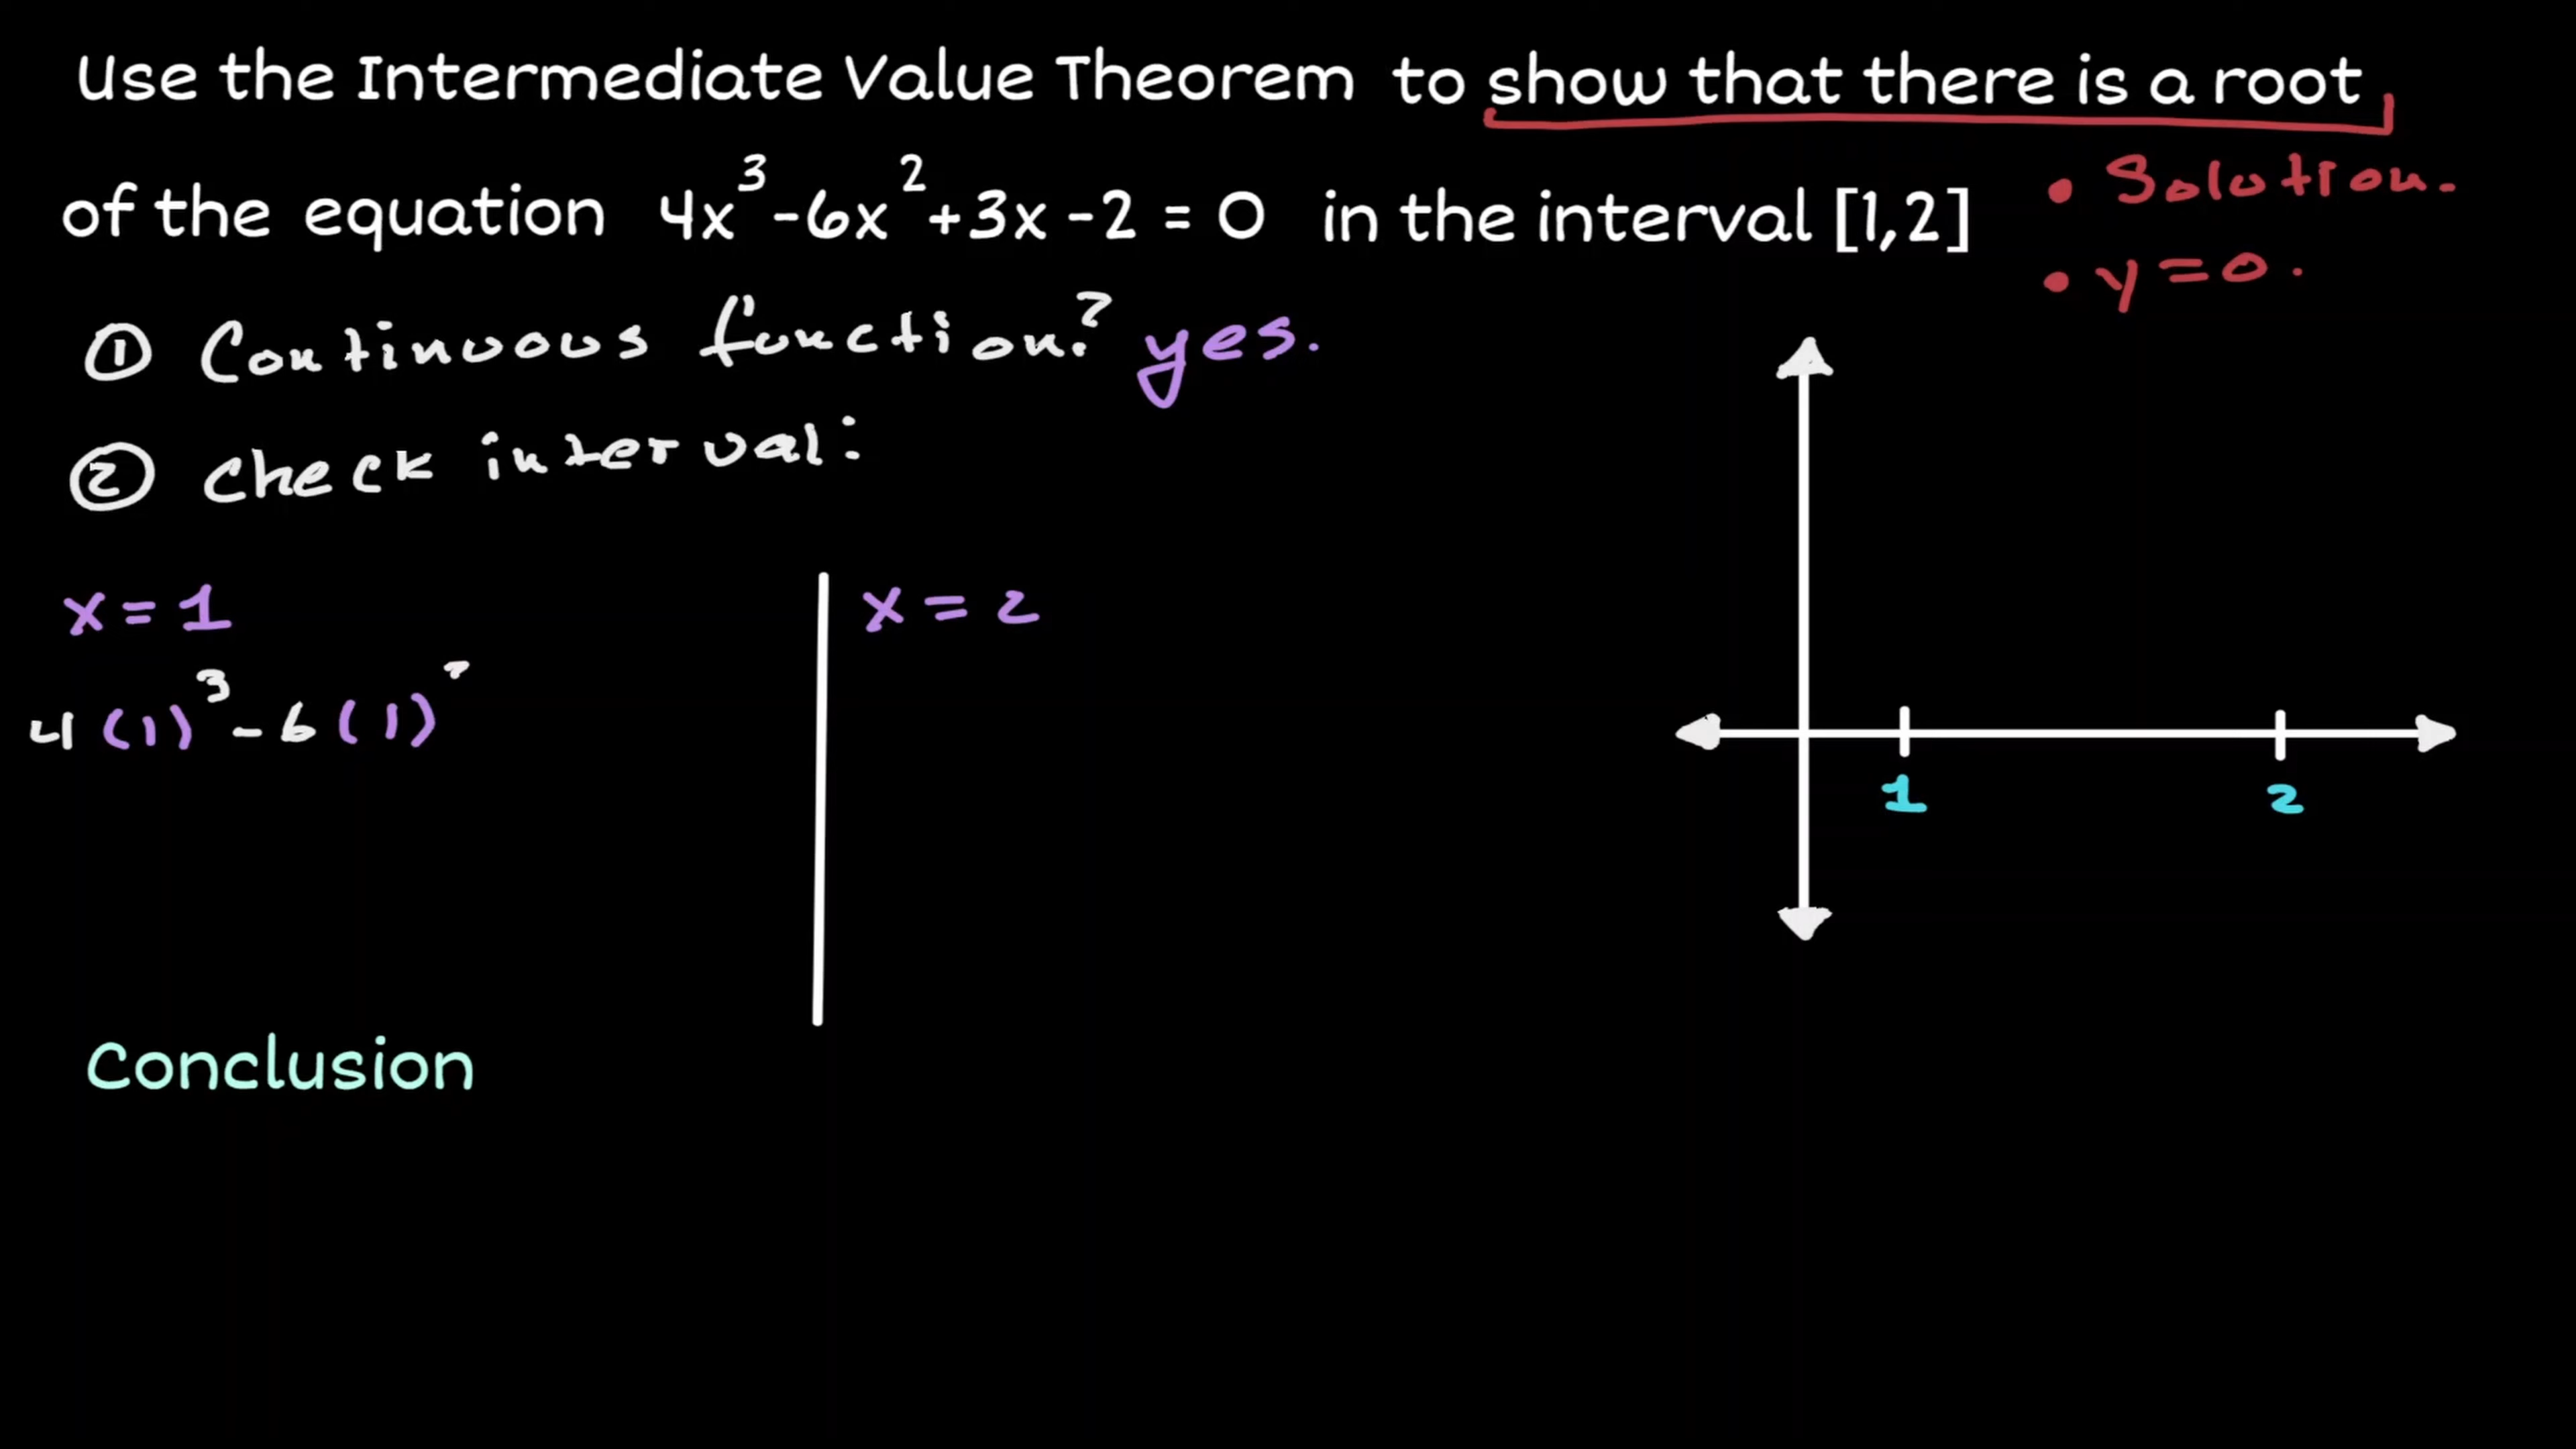 Use the Intermediate Value Theorem to show that there is a root
of the equation 4x³-6x²+3x-2 = 0 in the interval [1,2]
• Solution.
• y=0.
① Continuous function? yes.
② Check interval:
x=1
x=2
4(1)³-6(1)
1
2
Conclusion